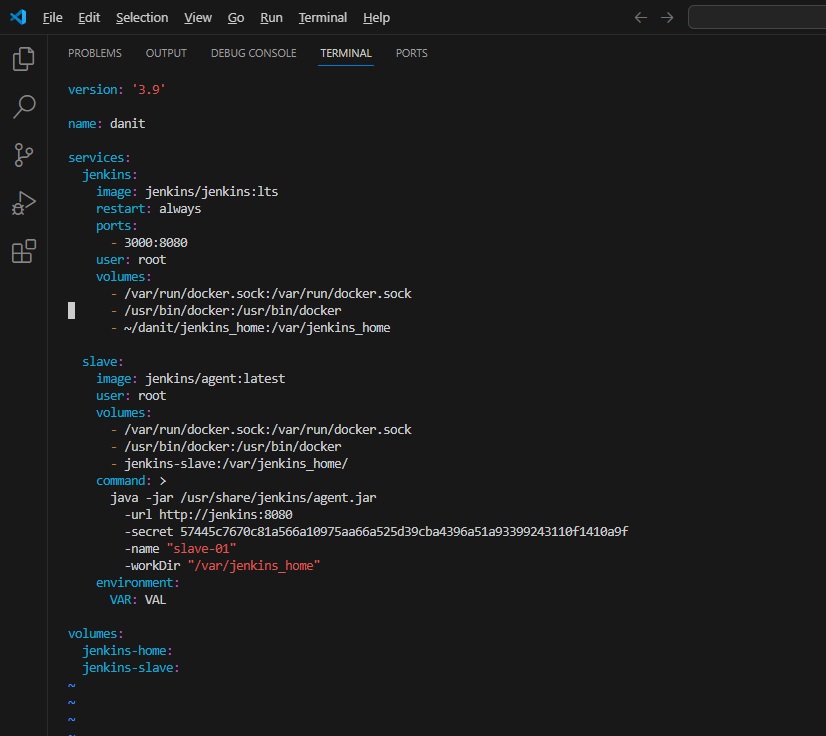 File Edit Selection View Go Run Terminal Help
PROBLEMS OUTPUT DEBUG CONSOLE TERMINAL PORTS
version: '3.9'
name: danit
services:
  jenkins:
    image: jenkins/jenkins:lts
    restart: always
    ports:
      - 3000:8080
    user: root
    volumes:
      - /var/run/docker.sock:/var/run/docker.sock
      - /usr/bin/docker:/usr/bin/docker
      - ~/danit/jenkins_home:/var/jenkins_home
  slave:
    image: jenkins/agent:latest
    user: root
    volumes:
      - /var/run/docker.sock:/var/run/docker.sock
      - /usr/bin/docker:/usr/bin/docker
      - jenkins-slave:/var/jenkins_home/
    command: >
      java -jar /usr/share/jenkins/agent.jar
        -url http://jenkins:8080
        -secret 57445c7670c81a566a10975aa66a525d39cba4396a51a93399243110f1410a9f
        -name "slave-01"
        -workDir "/var/jenkins_home"
    environment:
      VAR: VAL
volumes:
  jenkins-home:
  jenkins-slave:
~
~
~
~